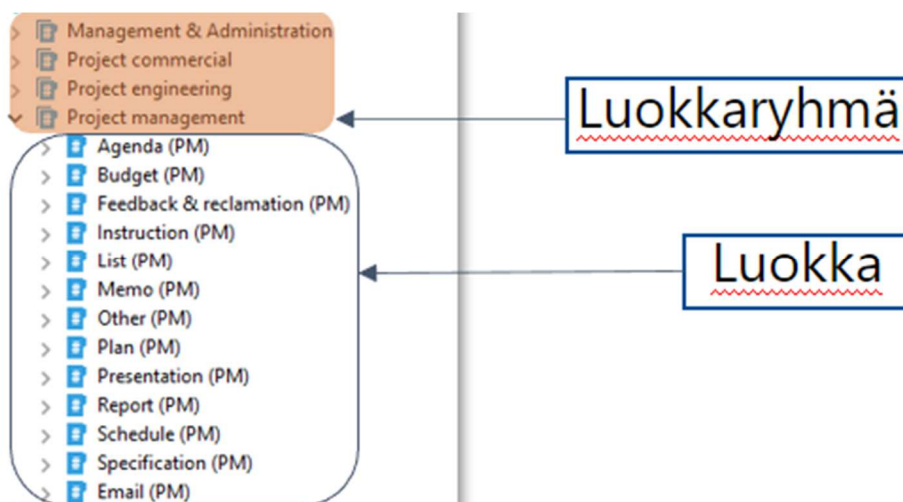 Management & Administration
Project commercial
Project engineering
Project management
Agenda (PM)
Budget (PM)
Feedback & reclamation (PM)
Instruction (PM)
List (PM)
Memo (PM)
Other (PM)
Plan (PM)
Presentation (PM)
Report (PM)
Schedule (PM)
Specification (PM)
Email (PM)
Luokkaryhmä
Luokka